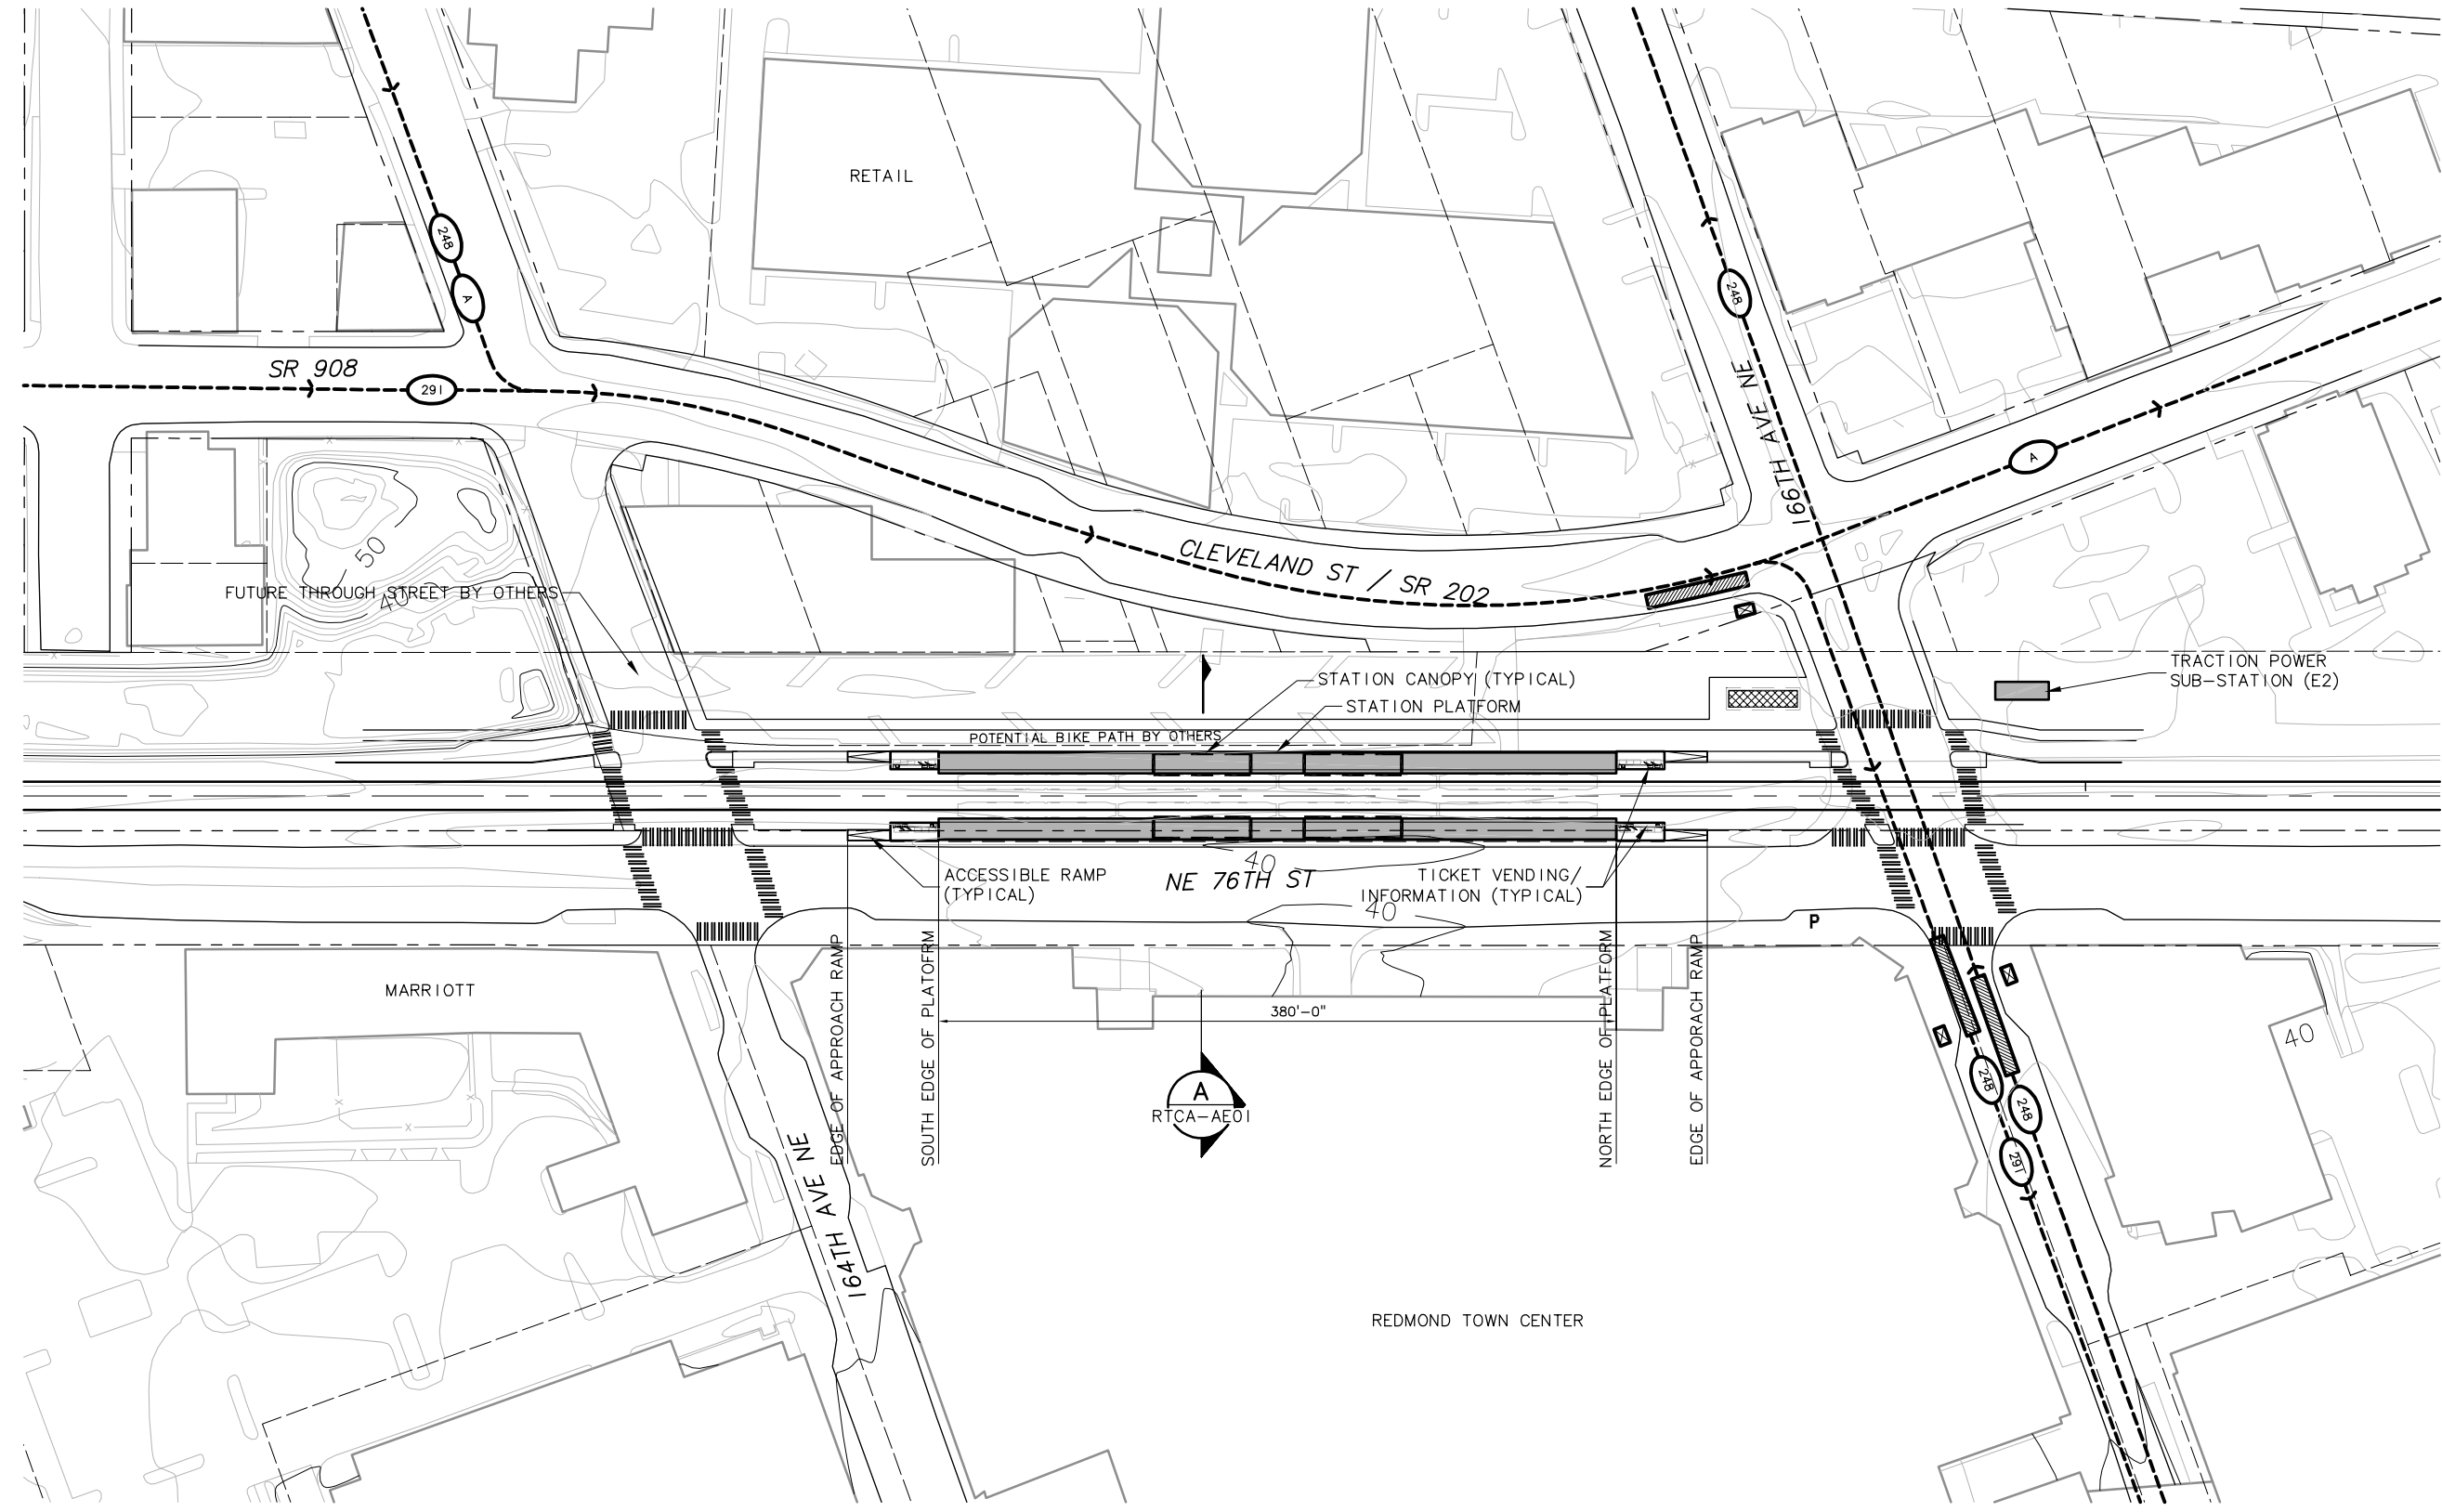 RETAIL
248
A
248
SR 908
291
166TH AVE NE
A
50
CLEVELAND ST / SR 202
FUTURE THROUGH STREET BY OTHERS
40
TRACTION POWER
SUB-STATION (E2)
STATION CANOPY (TYPICAL)
STATION PLATFORM
POTENTIAL BIKE PATH BY OTHERS
40
ACCESSIBLE RAMP
(TYPICAL)
NE 76TH ST
TICKET VENDING/
INFORMATION (TYPICAL)
40
P
EDGE OF APPROACH RAMP
SOUTH EDGE OF PLATOFRM
NORTH EDGE OF PLATFORM
EDGE OF APPORACH RAMP
MARRIOTT
380'-0"
40
A
RTCA-AE01
248
248
291
164TH AVE NE
REDMOND TOWN CENTER